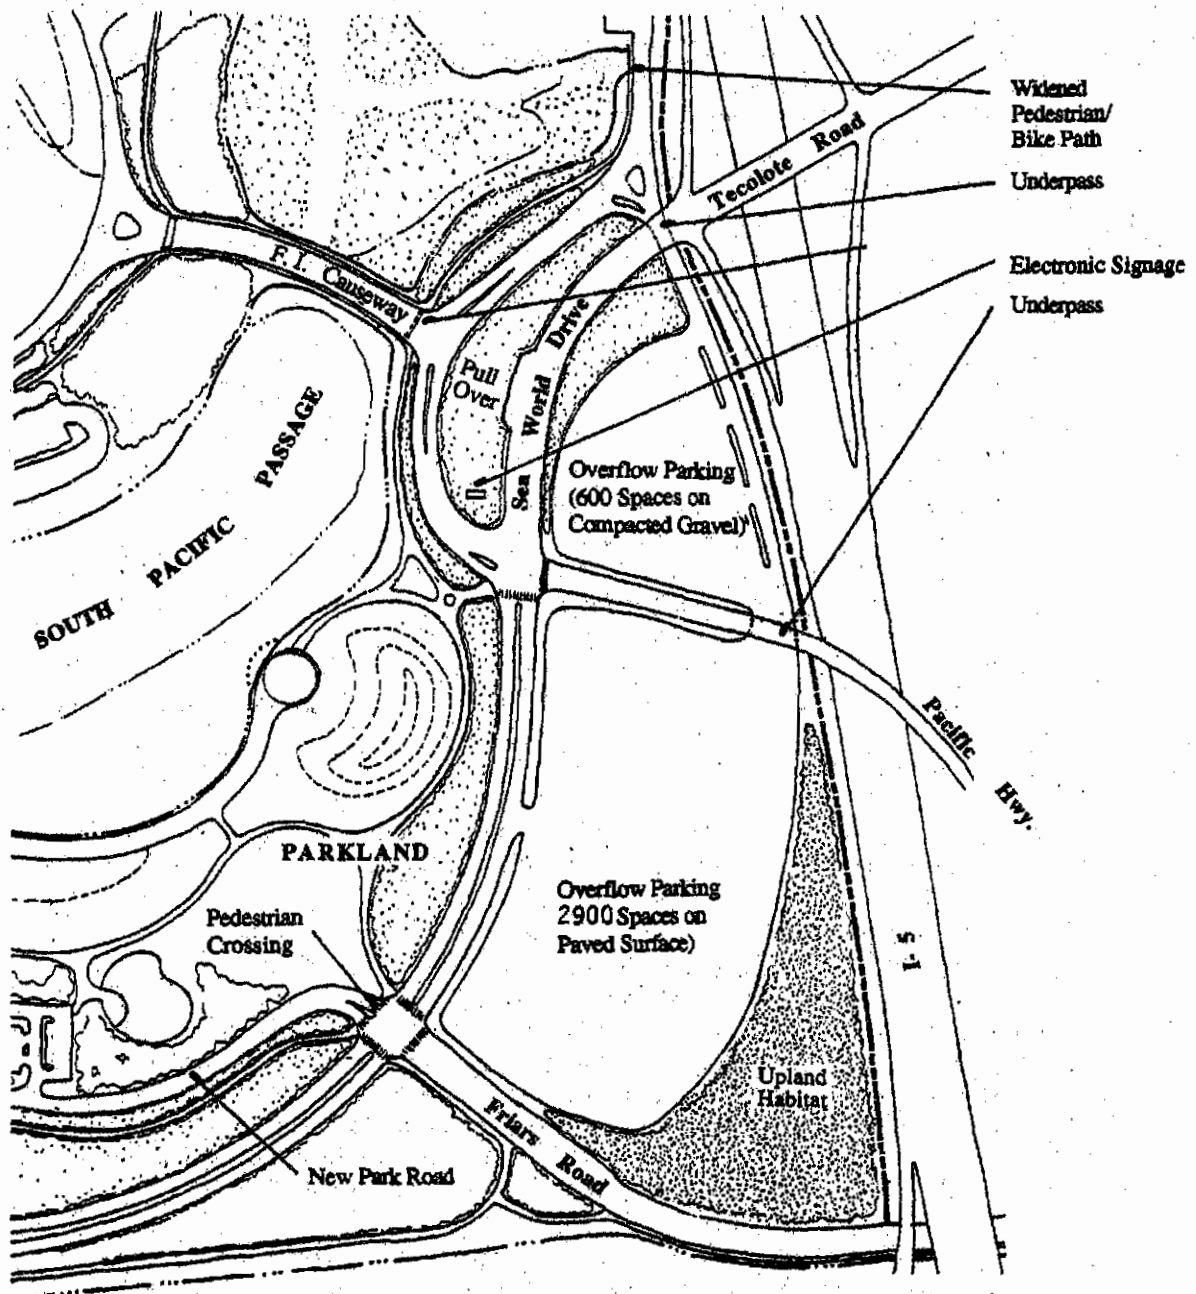 Widened
Pedestrian/
Bike Path
Tecolote Road
Underpass
F. I. Causeway
Electronic Signage
Underpass
Pull
Over
Sea World Drive
SOUTH PACIFIC PASSAGE
Overflow Parking
(600 Spaces on
Compacted Gravel)
Pacific Hwy.
PARKLAND
Overflow Parking
2900 Spaces on
Paved Surface)
Pedestrian
Crossing
I-5
Upland
Habitat
Friars Road
New Park Road